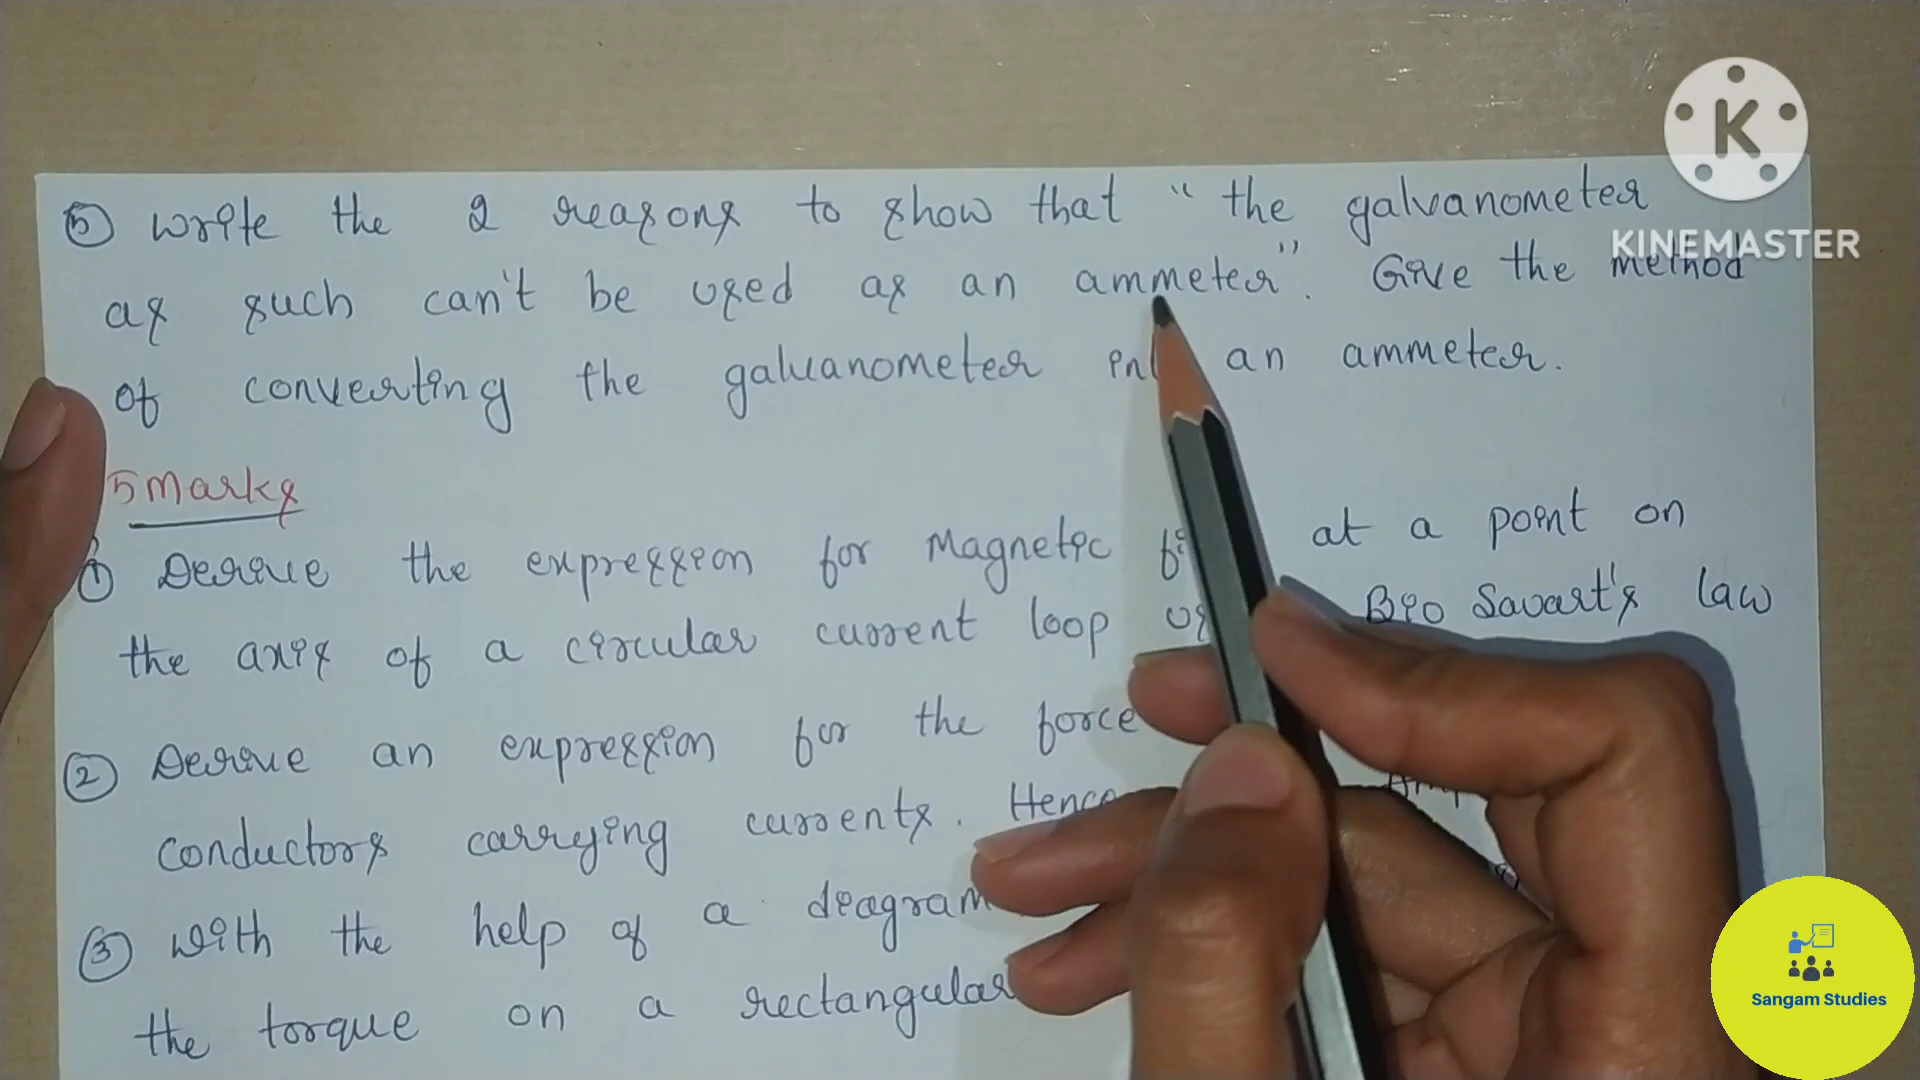 5 Write the 2 reasons to show that "the galvanometer
as such can't be used as an ammeter". Give the method
of converting the galvanometer an ammeter.
5 Marks
1 Derive the expression for Magnetic at a point on
the axis of a circular current loop Bio Savart's law
2 Derive an expression for the force
conductors carrying currents. Hence
3 With the help of a diagram
the torque on a rectangular
K
KINEMASTER
Sangam Studies